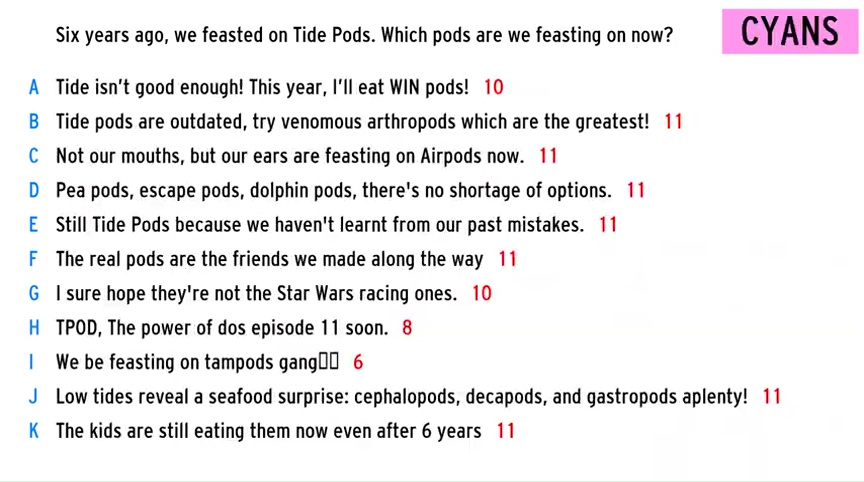 Six years ago, we feasted on Tide Pods. Which pods are we feasting on now?
CYANS
A Tide isn't good enough! This year, I'll eat WIN pods! 10
B Tide pods are outdated, try venomous arthropods which are the greatest! 11
C Not our mouths, but our ears are feasting on Airpods now. 11
D Pea pods, escape pods, dolphin pods, there's no shortage of options. 11
E Still Tide Pods because we haven't learnt from our past mistakes. 11
F The real pods are the friends we made along the way 11
G I sure hope they're not the Star Wars racing ones. 10
H TPOD, The power of dos episode 11 soon. 8
I We be feasting on tampods gang▯▯ 6
J Low tides reveal a seafood surprise: cephalopods, decapods, and gastropods aplenty! 11
K The kids are still eating them now even after 6 years 11